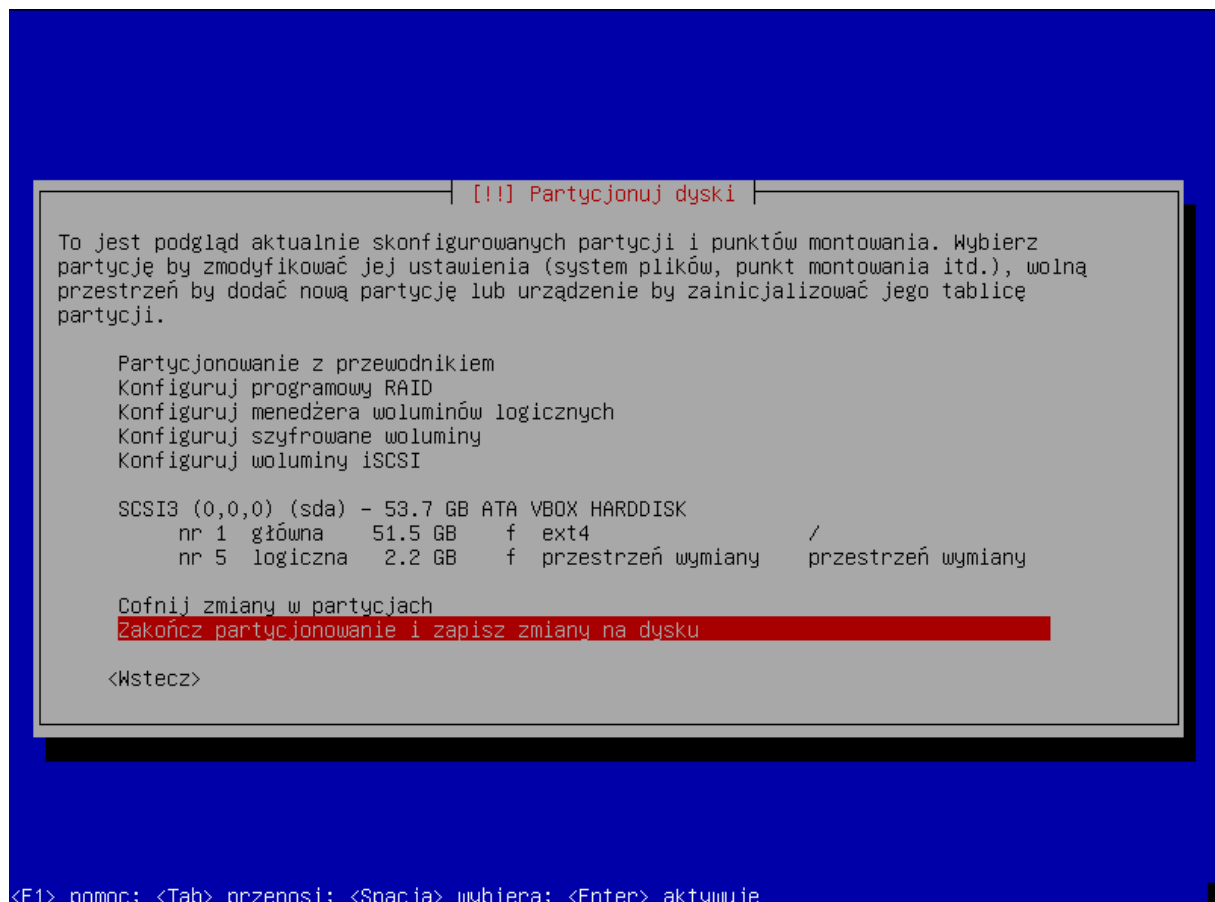 [!!] Partycjonuj dyski
To jest podgląd aktualnie skonfigurowanych partycji i punktów montowania. Wybierz
partycję by zmodyfikować jej ustawienia (system plików, punkt montowania itd.), wolną
przestrzeń by dodać nową partycję lub urządzenie by zainicjalizować jego tablicę
partycji.
Partycjonowanie z przewodnikiem
Konfiguruj programowy RAID
Konfiguruj menedżera woluminów logicznych
Konfiguruj szyfrowane woluminy
Konfiguruj woluminy iSCSI
SCSI3 (0,0,0) (sda) - 53.7 GB ATA VBOX HARDDISK
nr 1 główna 51.5 GB f ext4 /
nr 5 logiczna 2.2 GB f przestrzeń wymiany przestrzeń wymiany
Cofnij zmiany w partycjach
Zakończ partycjonowanie i zapisz zmiany na dysku
<Wstecz>
<F1> pomoc; <Tab> przenosi; <Spacja> wybiera; <Enter> aktywuje